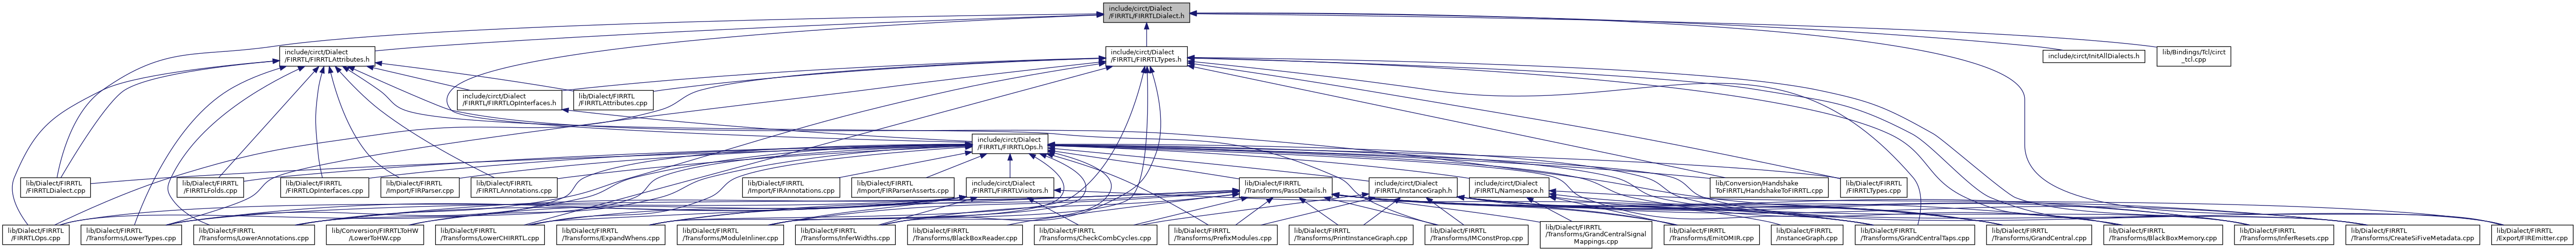 include/circt/Dialect
/FIRRTL/FIRRTLDialect.h
include/circt/Dialect
/FIRRTL/FIRRTLAttributes.h
include/circt/Dialect
/FIRRTL/FIRRTLTypes.h
include/circt/InitAllDialects.h
lib/Bindings/Tcl/circt
_tcl.cpp
include/circt/Dialect
/FIRRTL/FIRRTLOpInterfaces.h
lib/Dialect/FIRRTL
/FIRRTLAttributes.cpp
include/circt/Dialect
/FIRRTL/FIRRTLOps.h
lib/Dialect/FIRRTL
/FIRRTLDialect.cpp
lib/Dialect/FIRRTL
/FIRRTLFolds.cpp
lib/Dialect/FIRRTL
/FIRRTLOpInterfaces.cpp
lib/Dialect/FIRRTL
/Import/FIRParser.cpp
lib/Dialect/FIRRTL
/FIRRTLAnnotations.cpp
lib/Dialect/FIRRTL
/Import/FIRAnnotations.cpp
lib/Dialect/FIRRTL
/Import/FIRParserAsserts.cpp
include/circt/Dialect
/FIRRTL/FIRRTLVisitors.h
lib/Dialect/FIRRTL
/Transforms/PassDetails.h
include/circt/Dialect
/FIRRTL/InstanceGraph.h
include/circt/Dialect
/FIRRTL/Namespace.h
lib/Conversion/Handshake
ToFIRRTL/HandshakeToFIRRTL.cpp
lib/Dialect/FIRRTL
/FIRRTLTypes.cpp
lib/Dialect/FIRRTL
/FIRRTLOps.cpp
lib/Dialect/FIRRTL
/Transforms/LowerTypes.cpp
lib/Dialect/FIRRTL
/Transforms/LowerAnnotations.cpp
lib/Conversion/FIRRTLToHW
/LowerToHW.cpp
lib/Dialect/FIRRTL
/Transforms/LowerCHIRRTL.cpp
lib/Dialect/FIRRTL
/Transforms/ExpandWhens.cpp
lib/Dialect/FIRRTL
/Transforms/ModuleInliner.cpp
lib/Dialect/FIRRTL
/Transforms/InferWidths.cpp
lib/Dialect/FIRRTL
/Transforms/BlackBoxReader.cpp
lib/Dialect/FIRRTL
/Transforms/CheckCombCycles.cpp
lib/Dialect/FIRRTL
/Transforms/PrefixModules.cpp
lib/Dialect/FIRRTL
/Transforms/PrintInstanceGraph.cpp
lib/Dialect/FIRRTL
/Transforms/IMConstProp.cpp
lib/Dialect/FIRRTL
/Transforms/GrandCentralSignal
Mappings.cpp
lib/Dialect/FIRRTL
/Transforms/EmitOMIR.cpp
lib/Dialect/FIRRTL
/InstanceGraph.cpp
lib/Dialect/FIRRTL
/Transforms/GrandCentralTaps.cpp
lib/Dialect/FIRRTL
/Transforms/GrandCentral.cpp
lib/Dialect/FIRRTL
/Transforms/BlackBoxMemory.cpp
lib/Dialect/FIRRTL
/Transforms/InferResets.cpp
lib/Dialect/FIRRTL
/Transforms/CreateSiFiveMetadata.cpp
lib/Dialect/FIRRTL
/Export/FIREmitter.cpp